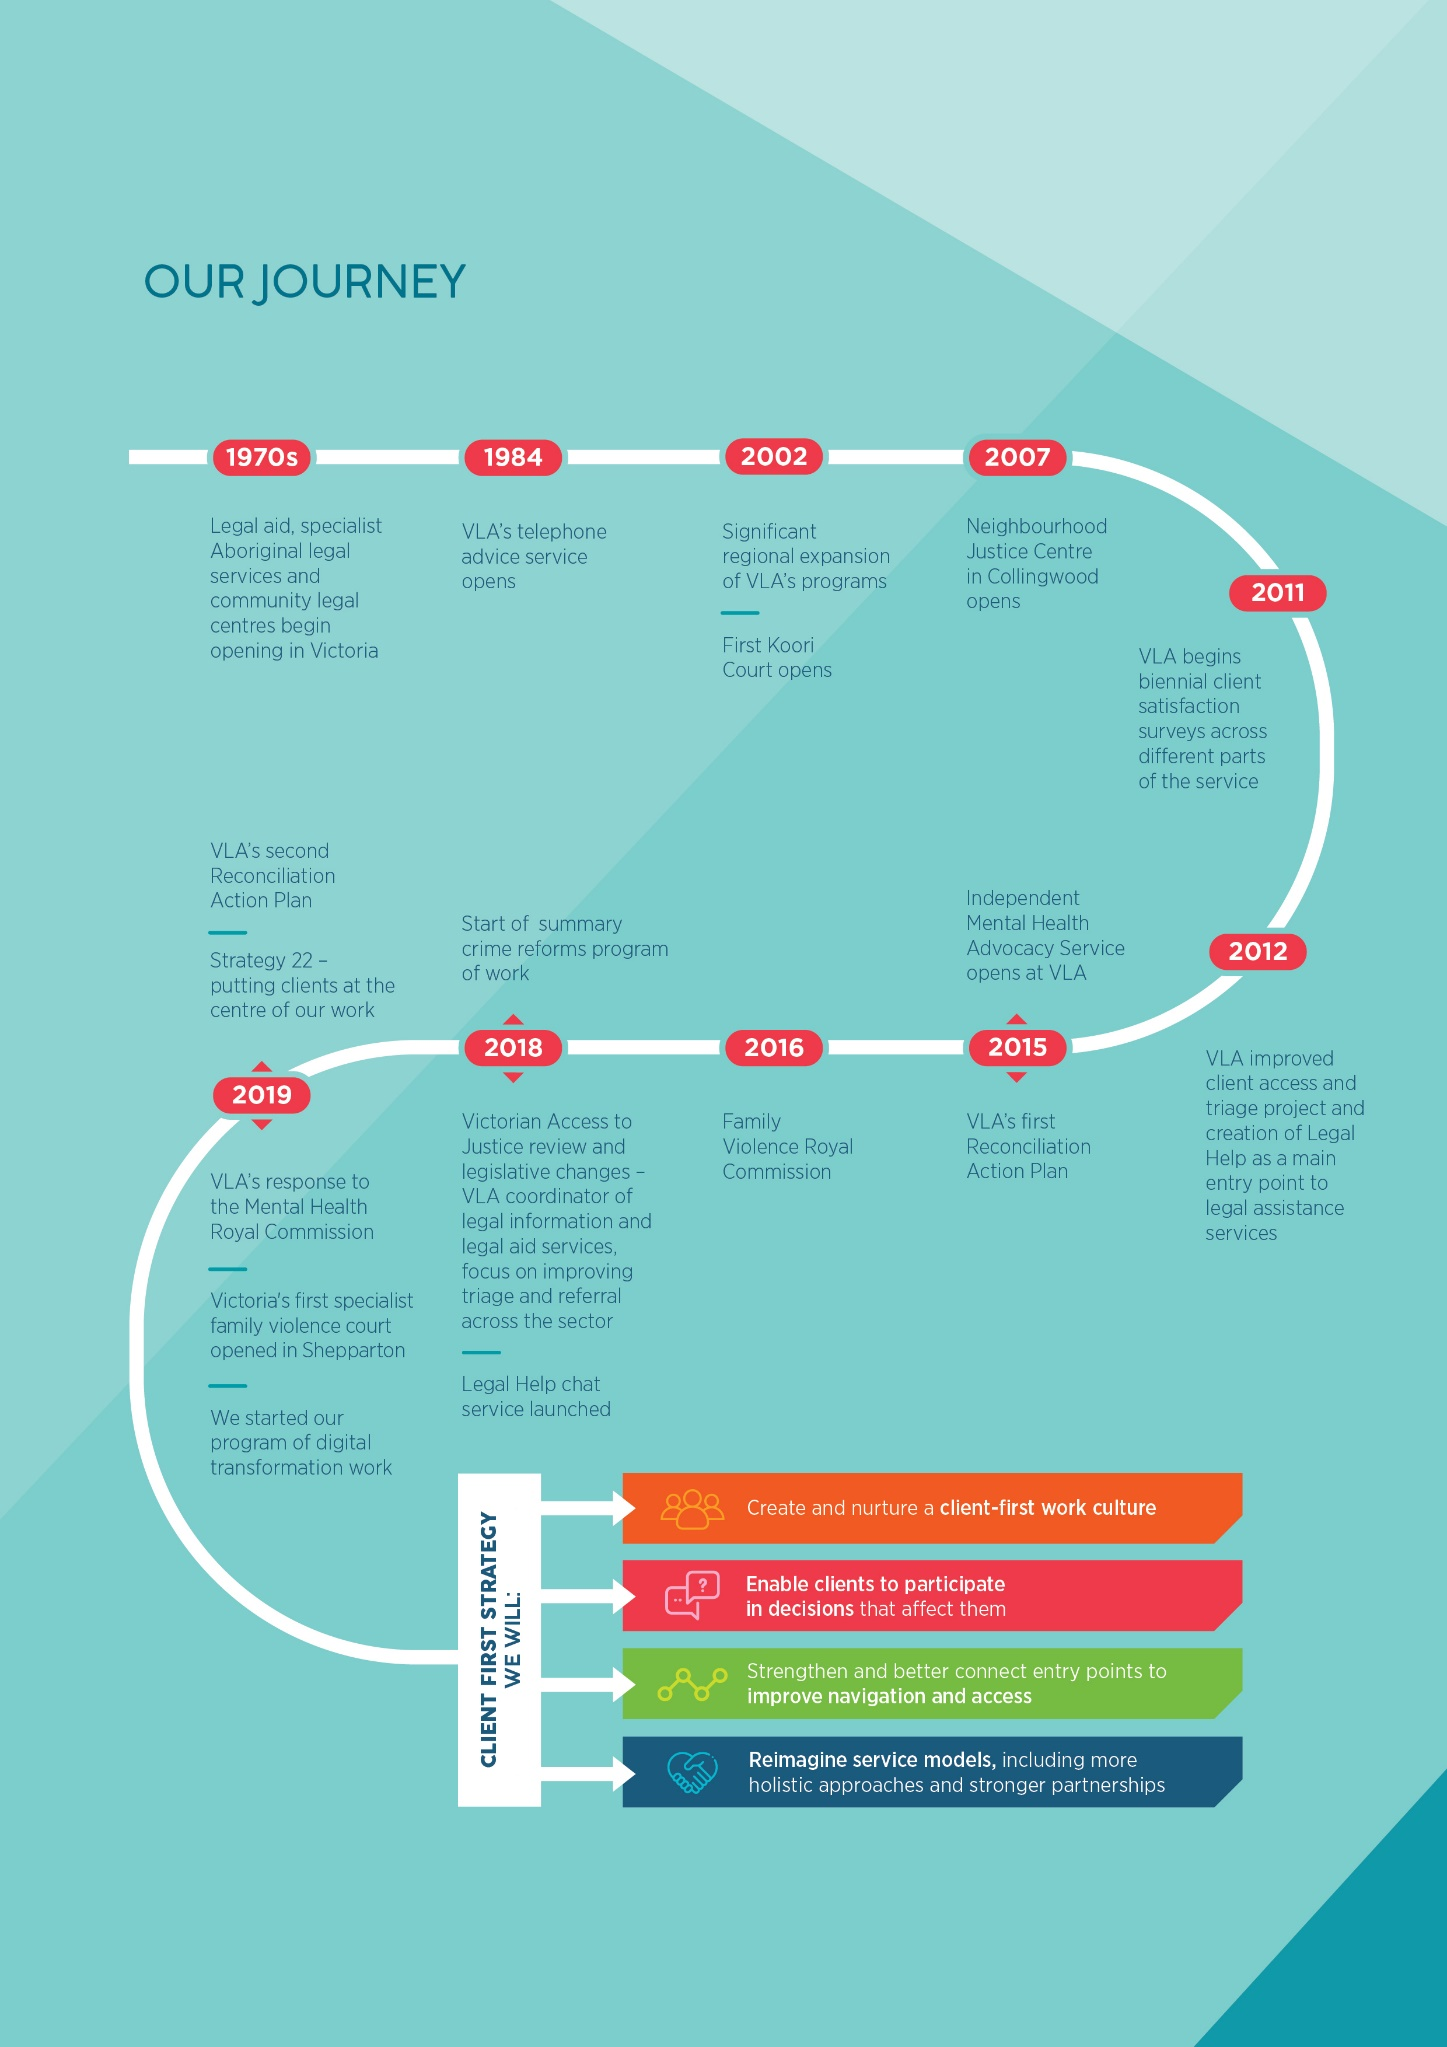 OUR JOURNEY
1970s
Legal aid, specialist
Aboriginal legal
services and
community legal
centres begin
opening in Victoria
1984
VLA's telephone
advice service
opens
2002
Significant
regional expansion
of VLA's programs
First Koori
Court opens
2007
Neighbourhood
Justice Centre
in Collingwood
opens
2011
VLA begins
biennial client
satisfaction
surveys across
different parts
of the service
2012
VLA improved
client access and
triage project and
creation of Legal
Help as a main
entry point to
legal assistance
services
Independent
Mental Health
Advocacy Service
opens at VLA
2015
VLA's first
Reconciliation
Action Plan
2016
Family
Violence Royal
Commission
Start of  summary
crime reforms program
of work
2018
Victorian Access to
Justice review and
legislative changes –
VLA coordinator of
legal information and
legal aid services,
focus on improving
triage and referral
across the sector
Legal Help chat
service launched
VLA's second
Reconciliation
Action Plan
Strategy 22 –
putting clients at the
centre of our work
2019
VLA's response to
the Mental Health
Royal Commission
Victoria's first specialist
family violence court
opened in Shepparton
We started our
program of digital
transformation work
CLIENT FIRST STRATEGY
WE WILL:
Create and nurture a client-first work culture
Enable clients to participate
in decisions that affect them
Strengthen and better connect entry points to
improve navigation and access
Reimagine service models, including more
holistic approaches and stronger partnerships